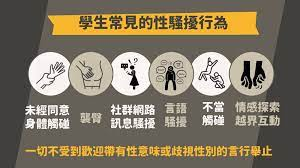 學生常見的性騷擾行為
未經同意
身體觸碰
襲臀
社群網路
訊息騷擾
言語
騷擾
不當
觸碰
情感探索
越界互動
一切不受到歡迎帶有性意味或歧視性別的言行舉止